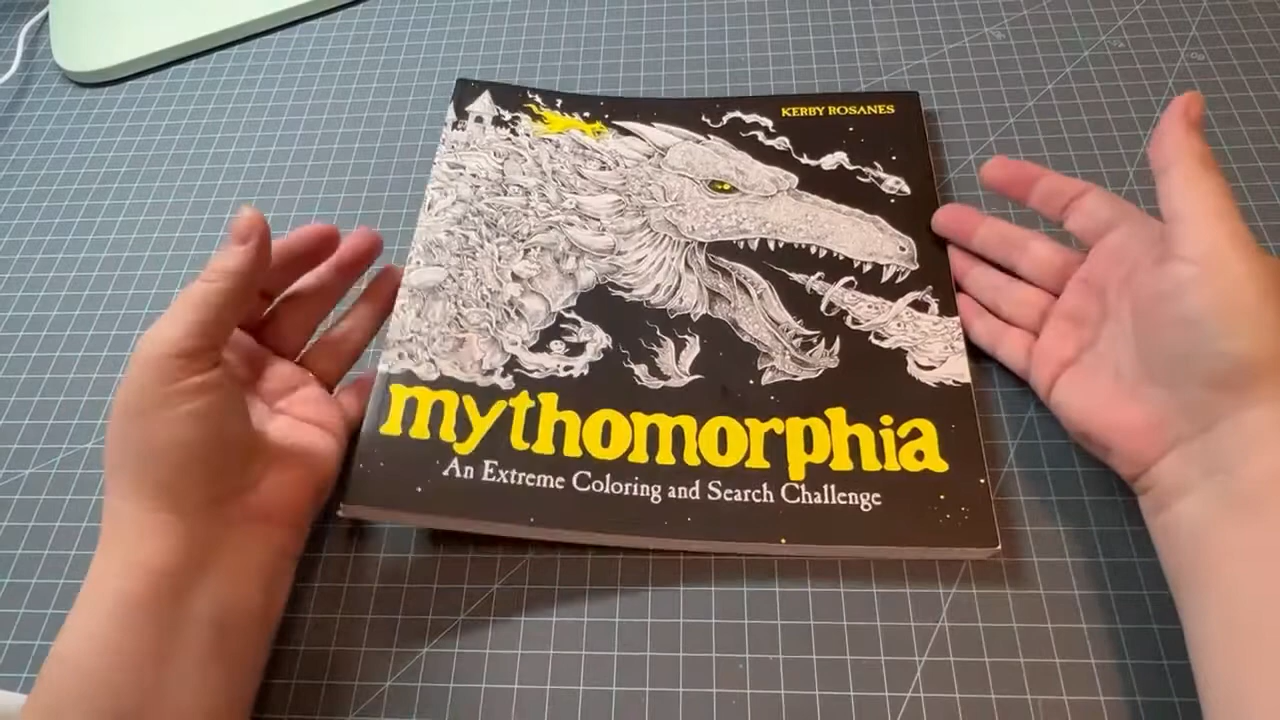 KERBY ROSANES
mythomorphia
An Extreme Coloring and Search Challenge